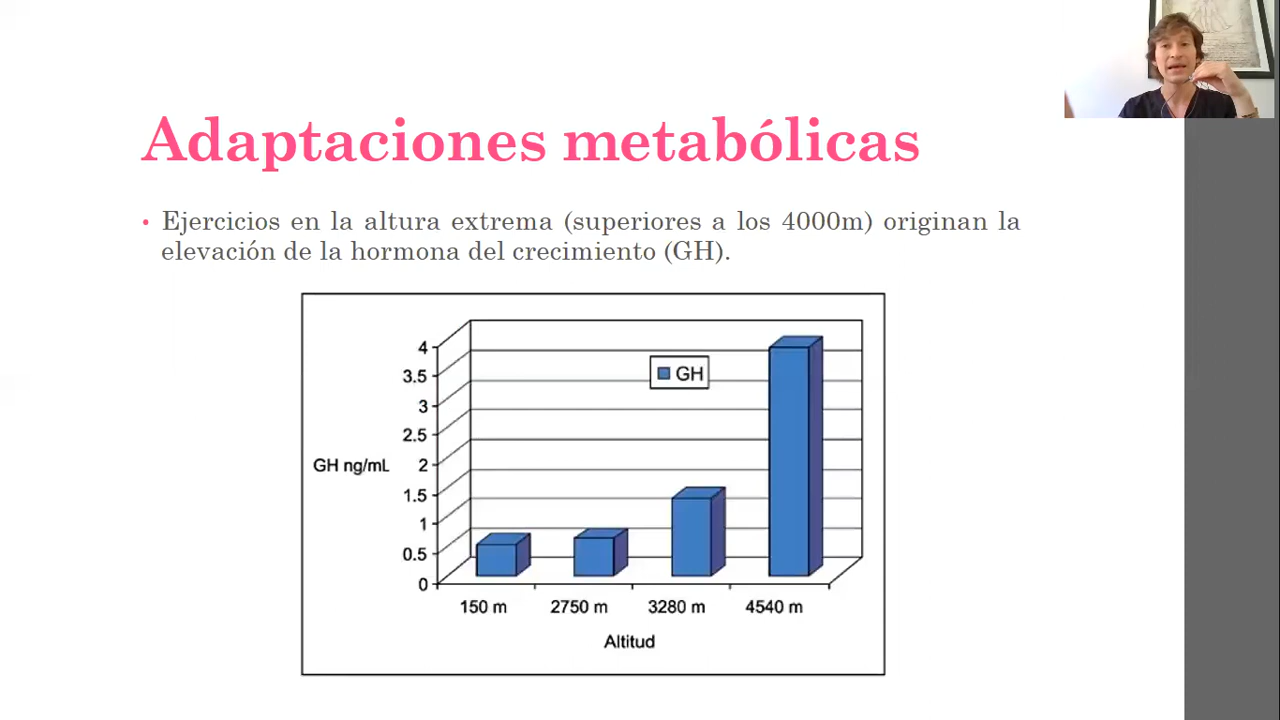 Adaptaciones metabólicas
• Ejercicios en la altura extrema (superiores a los 4000m) originan la
elevación de la hormona del crecimiento (GH).
4
3.5
3
2.5
2
1.5
1
0.5
0
GH ng/mL
GH
150 m 2750 m 3280 m 4540 m
Altitud